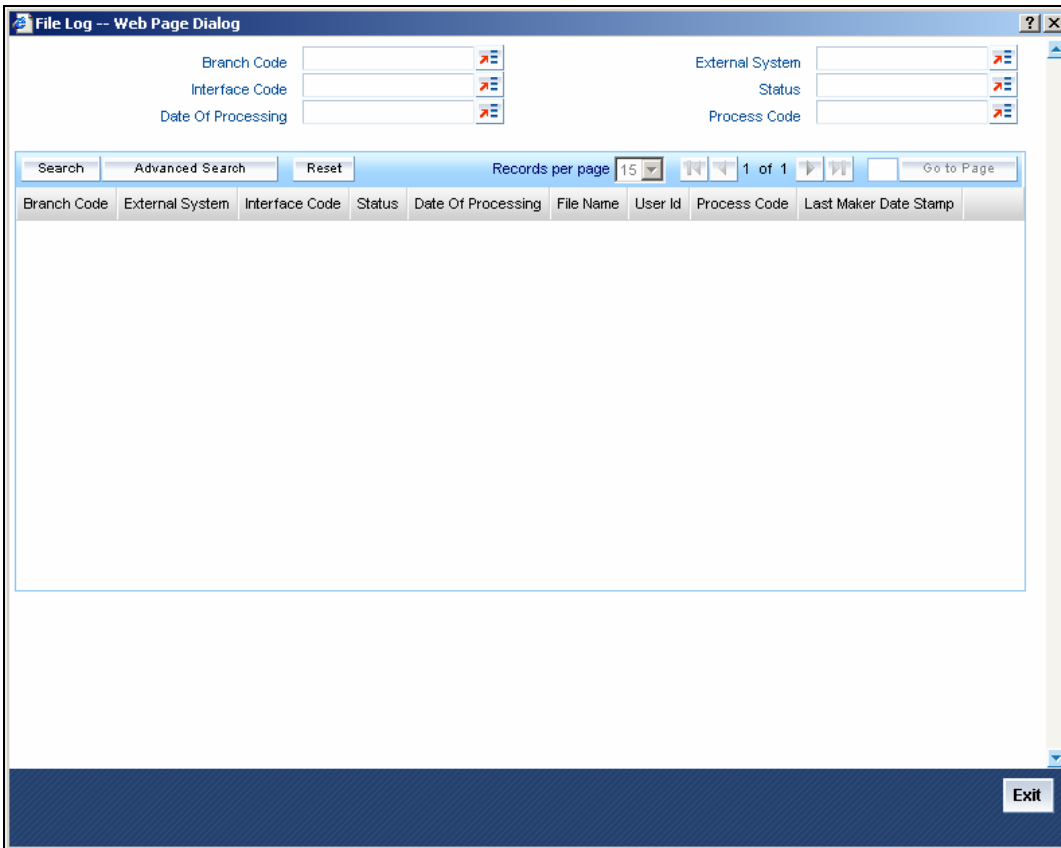 File Log -- Web Page Dialog ? X
Branch Code External System
Interface Code Status
Date Of Processing Process Code
Search Advanced Search Reset Records per page 15 1 of 1 Go to Page
Branch Code External System Interface Code Status Date Of Processing File Name User Id Process Code Last Maker Date Stamp
Exit